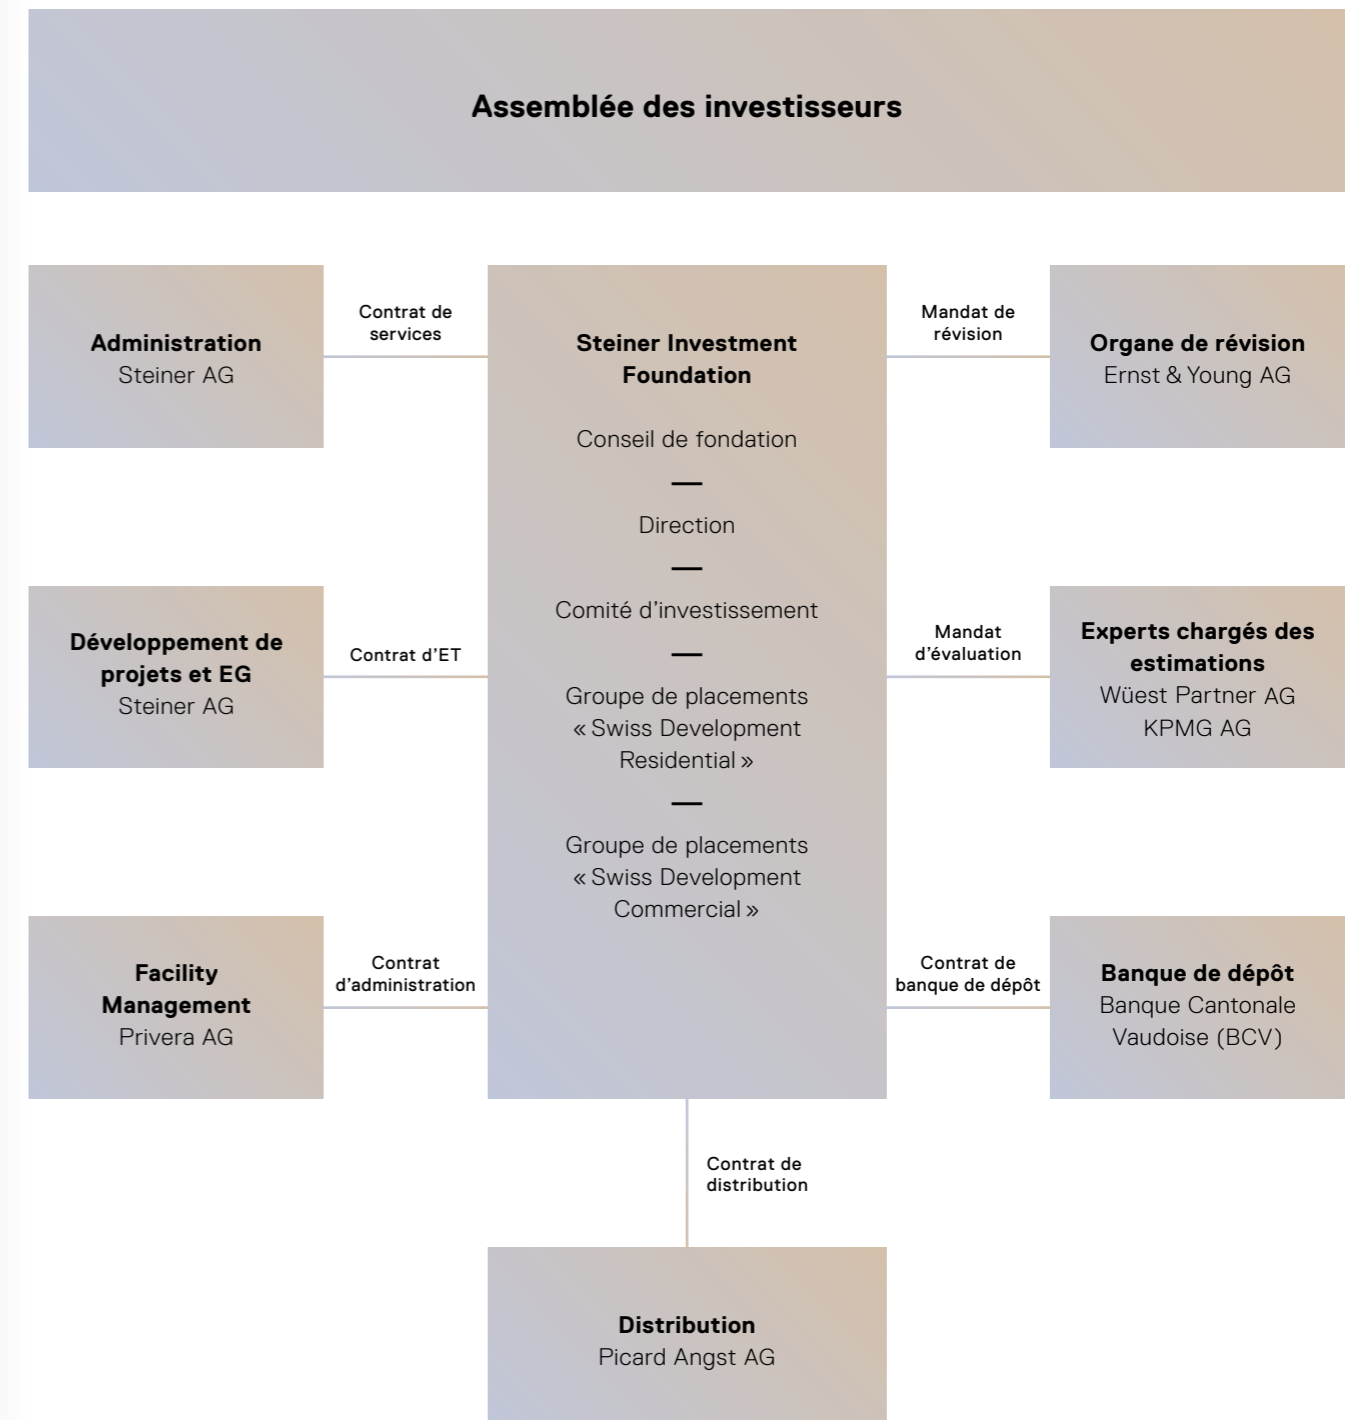 Assemblée des investisseurs
Administration
Steiner AG
Contrat de
services
Steiner Investment
Foundation
Conseil de fondation
—
Direction
—
Comité d’investissement
—
Groupe de placements
« Swiss Development
Residential »
—
Groupe de placements
« Swiss Development
Commercial »
Mandat de
révision
Organe de révision
Ernst & Young AG
Développement de
projets et EG
Steiner AG
Contrat d’ET
Mandat
d’évaluation
Experts chargés des
estimations
Wüest Partner AG
KPMG AG
Facility
Management
Privera AG
Contrat
d’administration
Contrat de
banque de dépôt
Banque de dépôt
Banque Cantonale
Vaudoise (BCV)
Contrat de
distribution
Distribution
Picard Angst AG